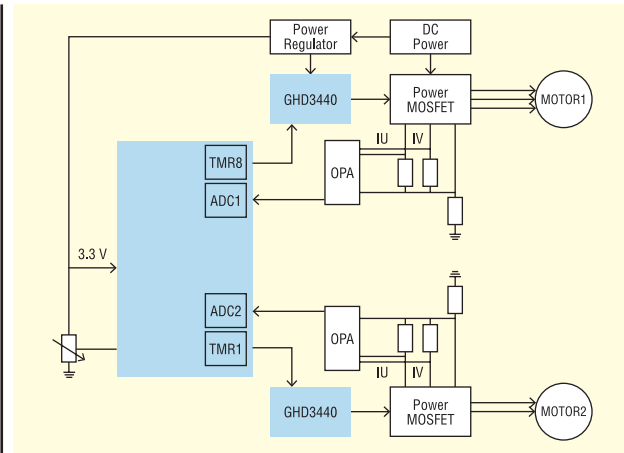 Power
Regulator
DC
Power
GHD3440
Power
MOSFET
MOTOR1
IU
IV
TMR8
OPA
ADC1
3.3 V
ADC2
OPA
TMR1
IU
IV
GHD3440
Power
MOSFET
MOTOR2